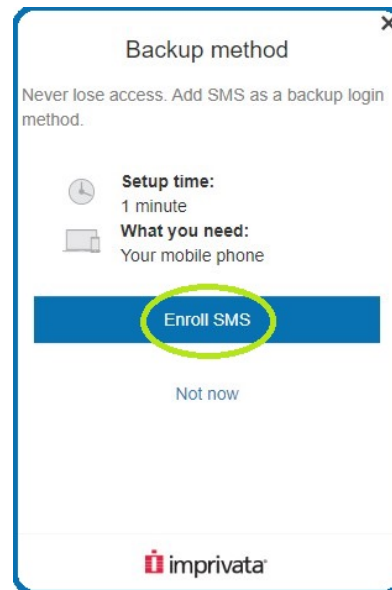 Backup method
Never lose access. Add SMS as a backup login
method.
Setup time:
1 minute
What you need:
Your mobile phone
Enroll SMS
Not now
imprivata